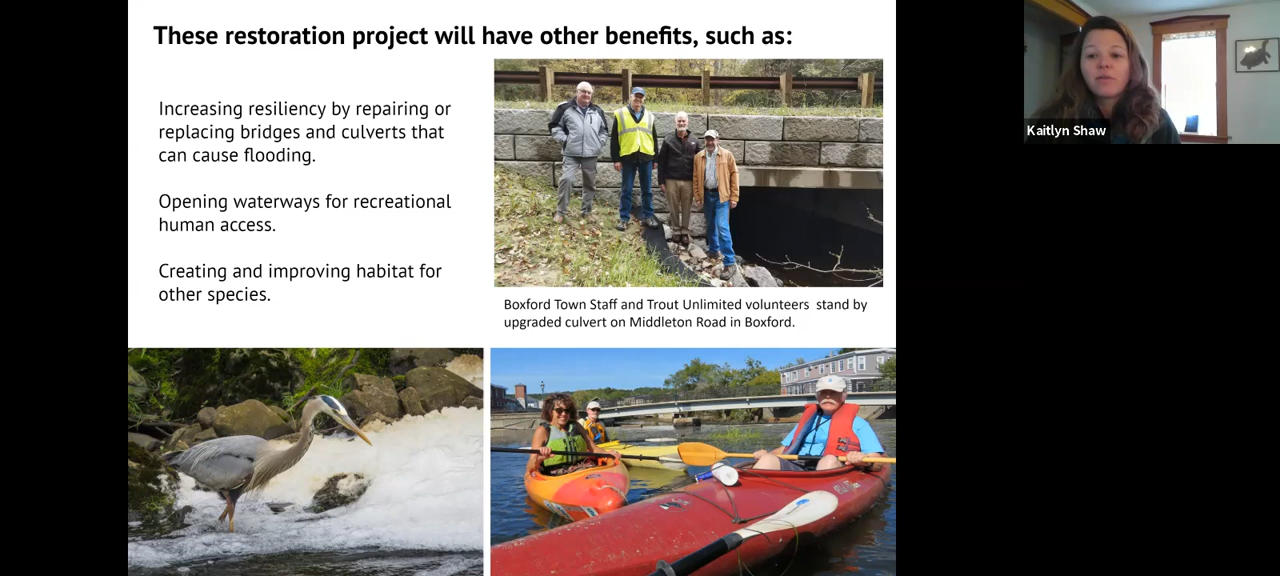 These restoration project will have other benefits, such as:
Increasing resiliency by repairing or
replacing bridges and culverts that
can cause flooding.
Opening waterways for recreational
human access.
Creating and improving habitat for
other species.
Boxford Town Staff and Trout Unlimited volunteers stand by
upgraded culvert on Middleton Road in Boxford.
Kaitlyn Shaw